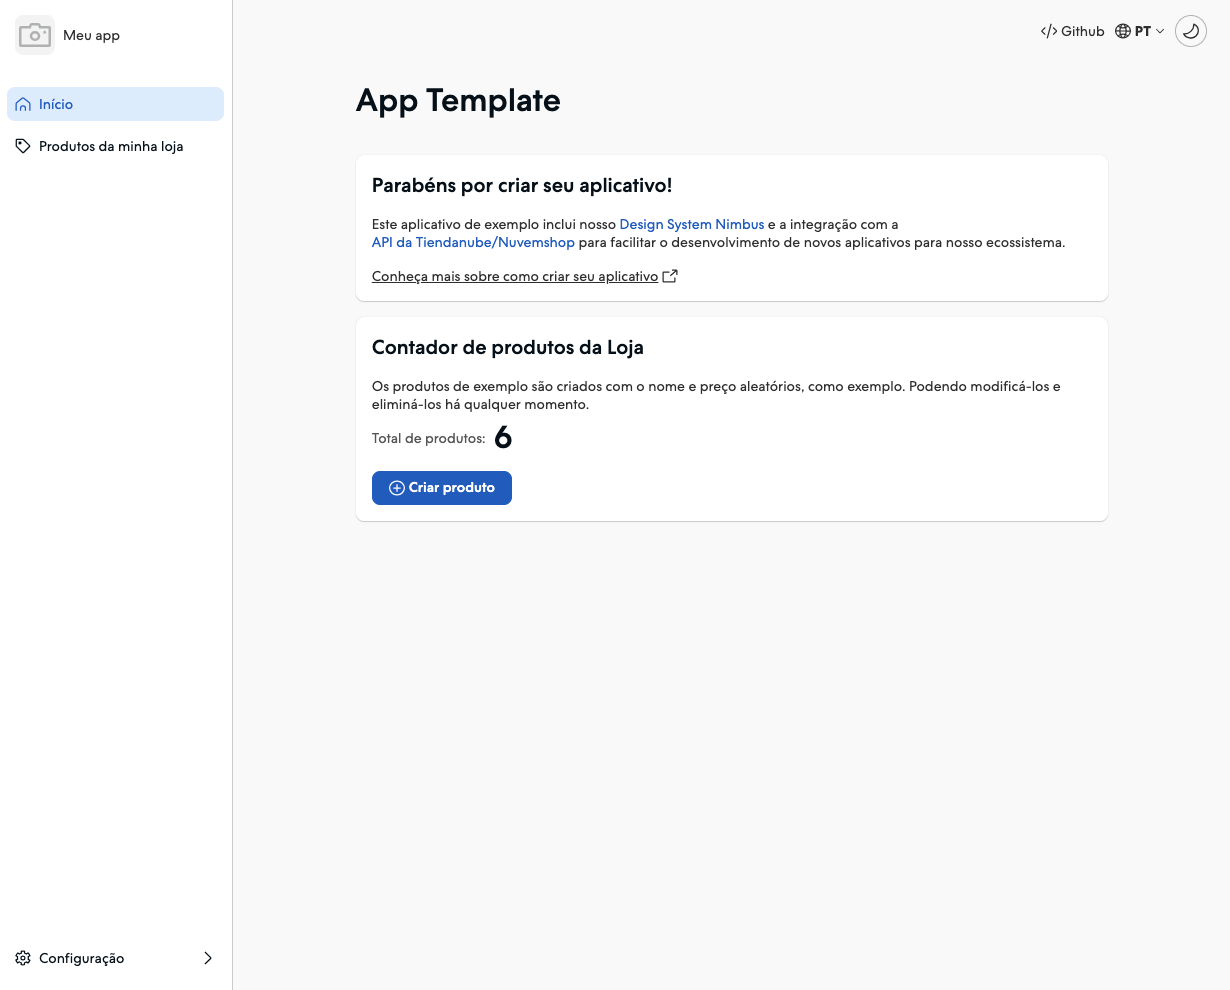 Meu app
Github
PT
Início
Produtos da minha loja
App Template
Parabéns por criar seu aplicativo!
Este aplicativo de exemplo inclui nosso Design System Nimbus e a integração com a
API da Tiendanube/Nuvemshop para facilitar o desenvolvimento de novos aplicativos para nosso ecossistema.
Conheça mais sobre como criar seu aplicativo
Contador de produtos da Loja
Os produtos de exemplo são criados com o nome e preço aleatórios, como exemplo. Podendo modificá-los e
eliminá-los há qualquer momento.
Total de produtos: 6
Criar produto
Configuração